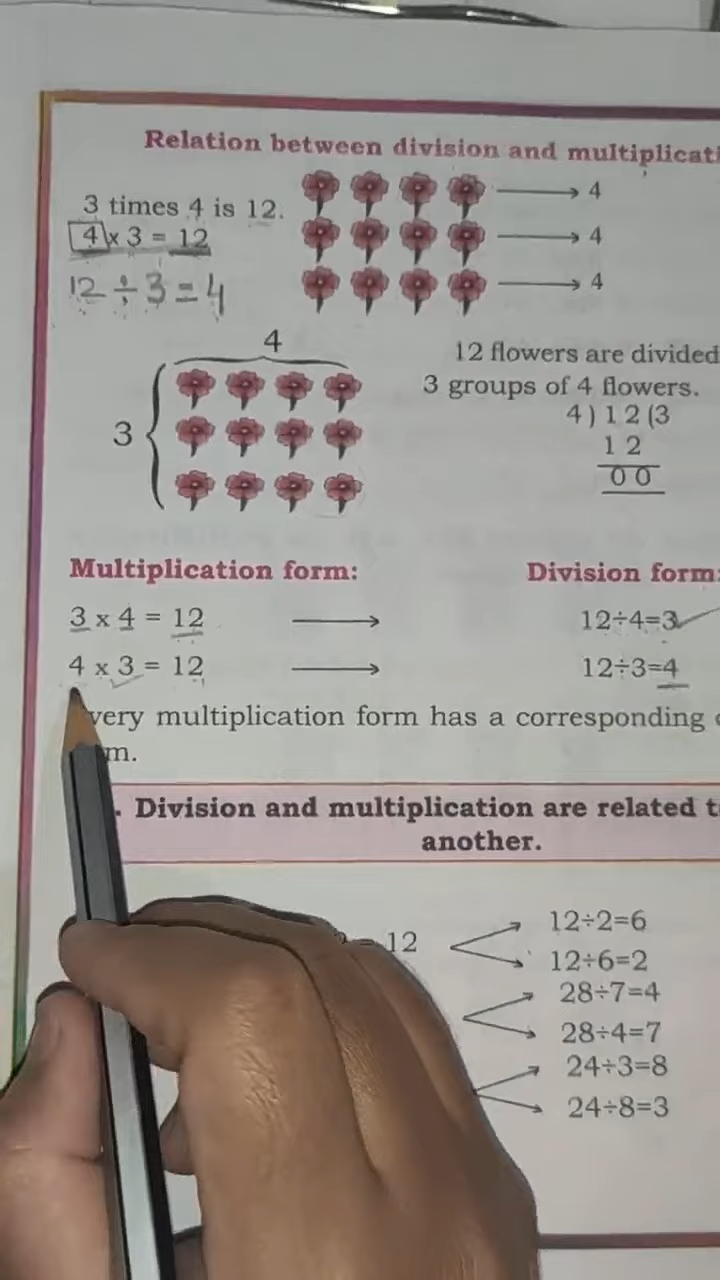 Relation between division and
3 times 4 is 12.
4 x 3 = 12
12 ÷ 3 = 4
4
4
4
4
3
12 flowers are divided
3 groups of 4 flowers.
4) 1 2 (3
1 2
0 0
Multiplication form:
Division form:
3 x 4 = 12
12÷4=3
4 x 3 = 12
12÷3=4
very multiplication form has a corresponding
m.
Division and multiplication are related
another.
= 12
12÷2=6
12÷6=2
28÷7=4
28÷4=7
24÷3=8
24÷8=3